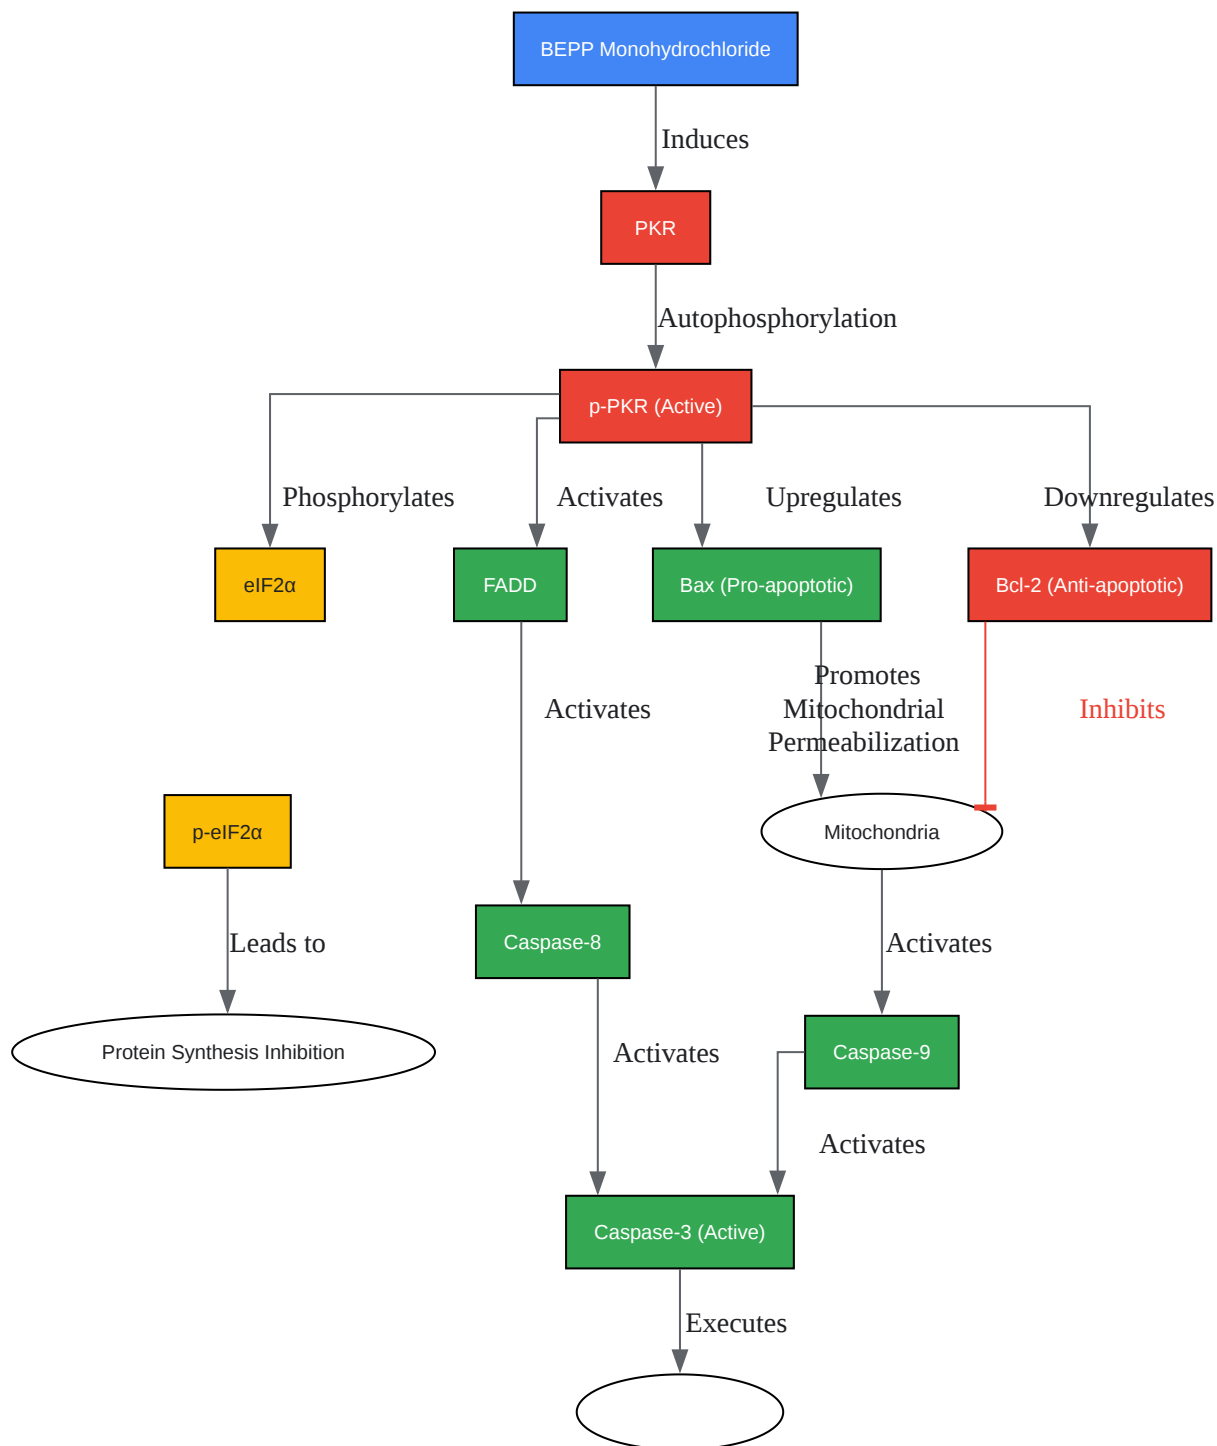 BEPP Monohydrochloride
Induces
PKR
Autophosphorylation
p-PKR (Active)
Phosphorylates
Activates
Upregulates
Downregulates
eIF2α
FADD
Bax (Pro-apoptotic)
Bcl-2 (Anti-apoptotic)
Promotes
Mitochondrial
Permeabilization
Activates
Inhibits
p-eIF2α
Mitochondria
Leads to
Caspase-8
Activates
Protein Synthesis Inhibition
Activates
Caspase-9
Activates
Caspase-3 (Active)
Executes